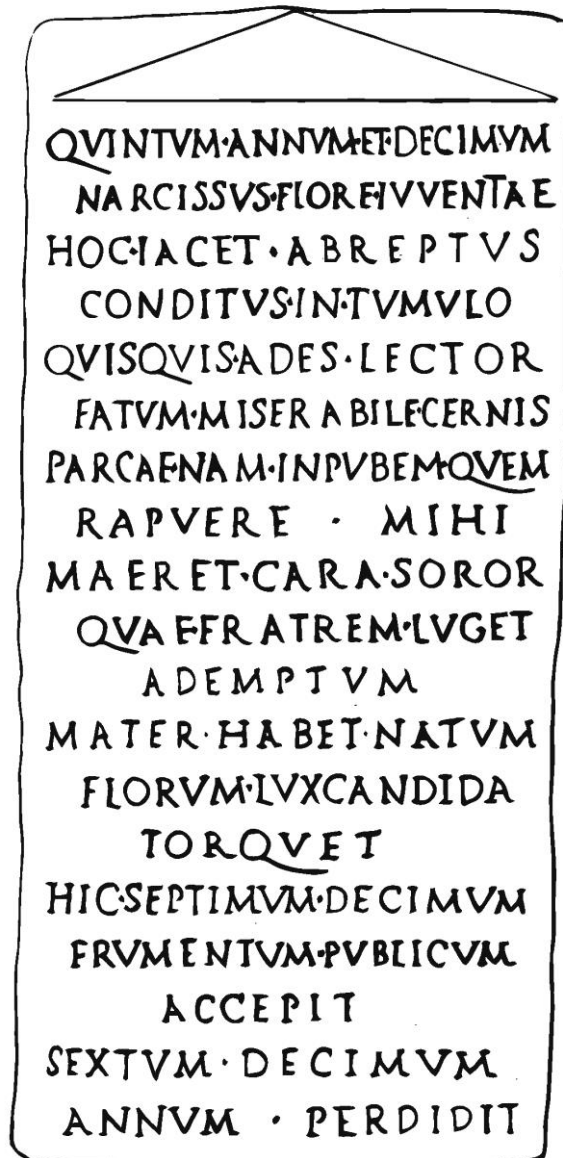 QVINTVM·ANNVM·ET·DECIMVM
NARCISSVS·FLORE·IVVENTAE
HOC·IACET·ABREPTVS
CONDITVS·IN·TVMVLO
QVISQVIS·ADES·LECTOR
FATVM·MISERABILE·CERNIS
PARCAE·NAM·INPVBEM·QVEM
RAPVERE · MIHI
MAERET·CARA·SOROR
QVAE·FRATREM·LVGET
ADEMPTVM
MATER·HABET·NATVM
FLORVM·LVXCANDIDA
TORQVET
HIC·SEPTIMVM·DECIMVM
FRVMENTVM·PVBLICVM
ACCEPIT
SEXTVM·DECIMVM
ANNVM · PERDIDIT